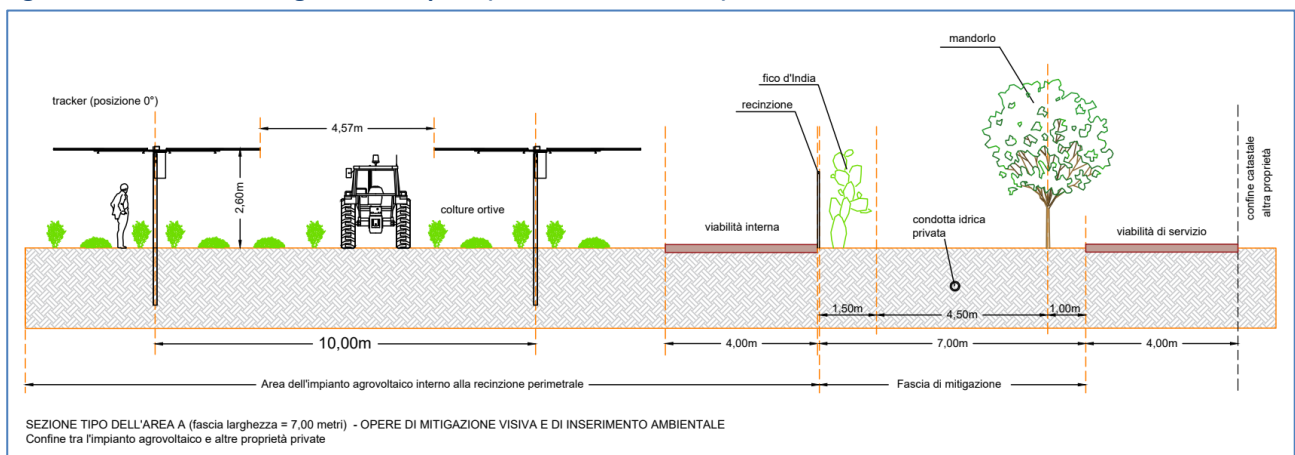 mandorlo
fico d'India
recinzione
tracker (posizione 0°)
4,57m
2,60m
colture ortive
viabilità interna
condotta idrica
privata
viabilità di servizio
confine catastale
altra proprietà
1,50m
4,50m
1,00m
10,00m
4,00m
7,00m
4,00m
Area dell'impianto agrovoltaico interno alla recinzione perimetrale
Fascia di mitigazione
SEZIONE TIPO DELL'AREA A (fascia larghezza = 7,00 metri) - OPERE DI MITIGAZIONE VISIVA E DI INSERIMENTO AMBIENTALE
Confine tra l'impianto agrovoltaico e altre proprietà private